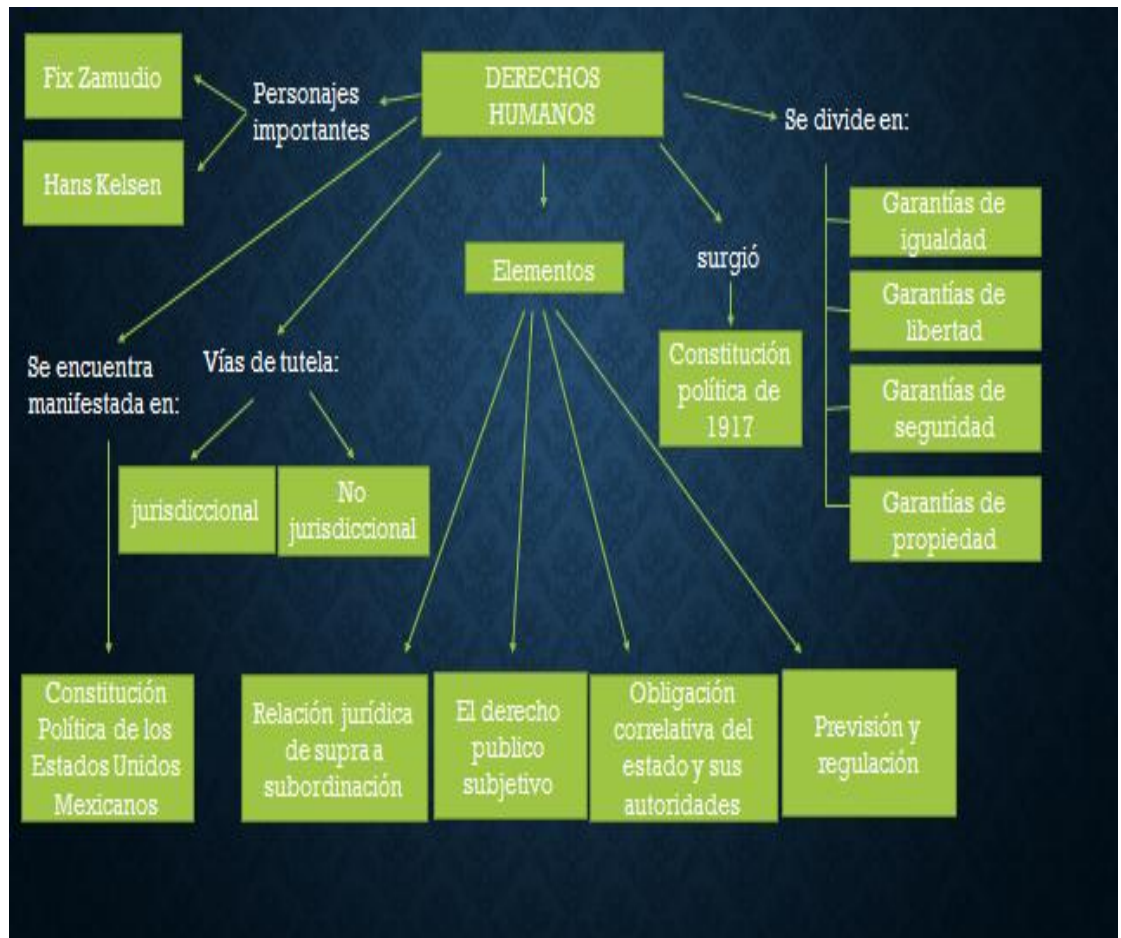 Fix Zamudio
Hans Kelsen
Personajes
importantes
DERECHOS
HUMANOS
Se divide en:
Garantías de
igualdad
Garantías de
libertad
Garantías de
seguridad
Garantías de
propiedad
Elementos
surgió
Constitución
política de
1917
Se encuentra
manifestada en:
Vías de tutela:
jurisdiccional
No
jurisdiccional
Constitución
Política de los
Estados Unidos
Mexicanos
Relación jurídica
de supra a
subordinación
El derecho
publico
subjetivo
Obligación
correlativa del
estado y sus
autoridades
Previsión y
regulación